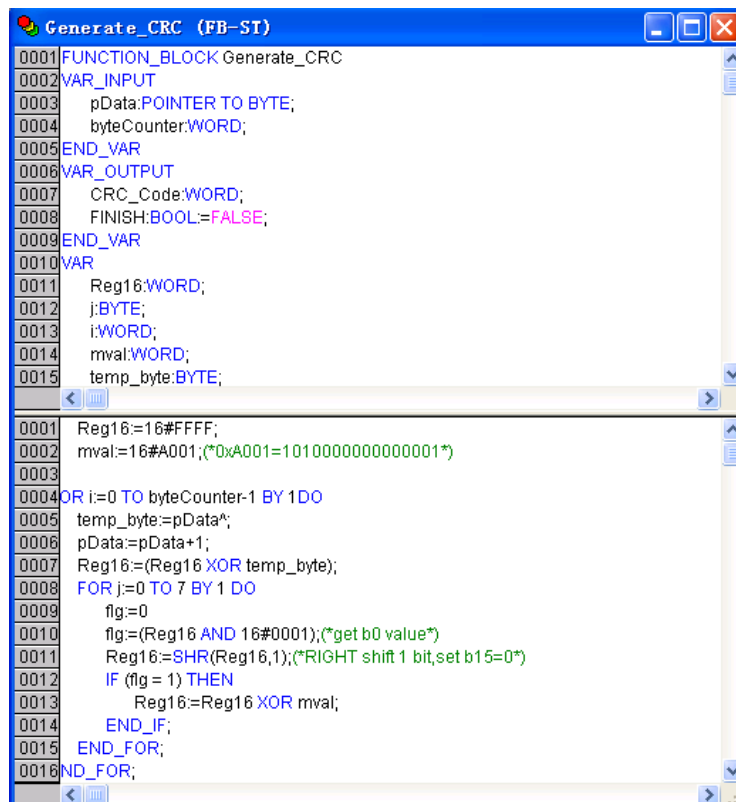 Generate_CRC (FB-ST)
0001 FUNCTION_BLOCK Generate_CRC
0002 VAR_INPUT
0003 pData:POINTER TO BYTE;
0004 byteCounter:WORD;
0005 END_VAR
0006 VAR_OUTPUT
0007 CRC_Code:WORD;
0008 FINISH:BOOL:=FALSE;
0009 END_VAR
0010 VAR
0011 Reg16:WORD;
0012 j:BYTE;
0013 i:WORD;
0014 mval:WORD;
0015 temp_byte:BYTE;
0001 Reg16:=16#FFFF;
0002 mval:=16#A001;(*0xA001=1010000000000001*)
0003
0004 OR i:=0 TO byteCounter-1 BY 1DO
0005 temp_byte:=pData^;
0006 pData:=pData+1;
0007 Reg16:=(Reg16 XOR temp_byte);
0008 FOR j:=0 TO 7 BY 1 DO
0009 flg:=0
0010 flg:=(Reg16 AND 16#0001);(*get b0 value*)
0011 Reg16:=SHR(Reg16,1);(*RIGHT shift 1 bit,set b15=0*)
0012 IF (flg = 1) THEN
0013 Reg16:=Reg16 XOR mval;
0014 END_IF;
0015 END_FOR;
0016 ND_FOR;